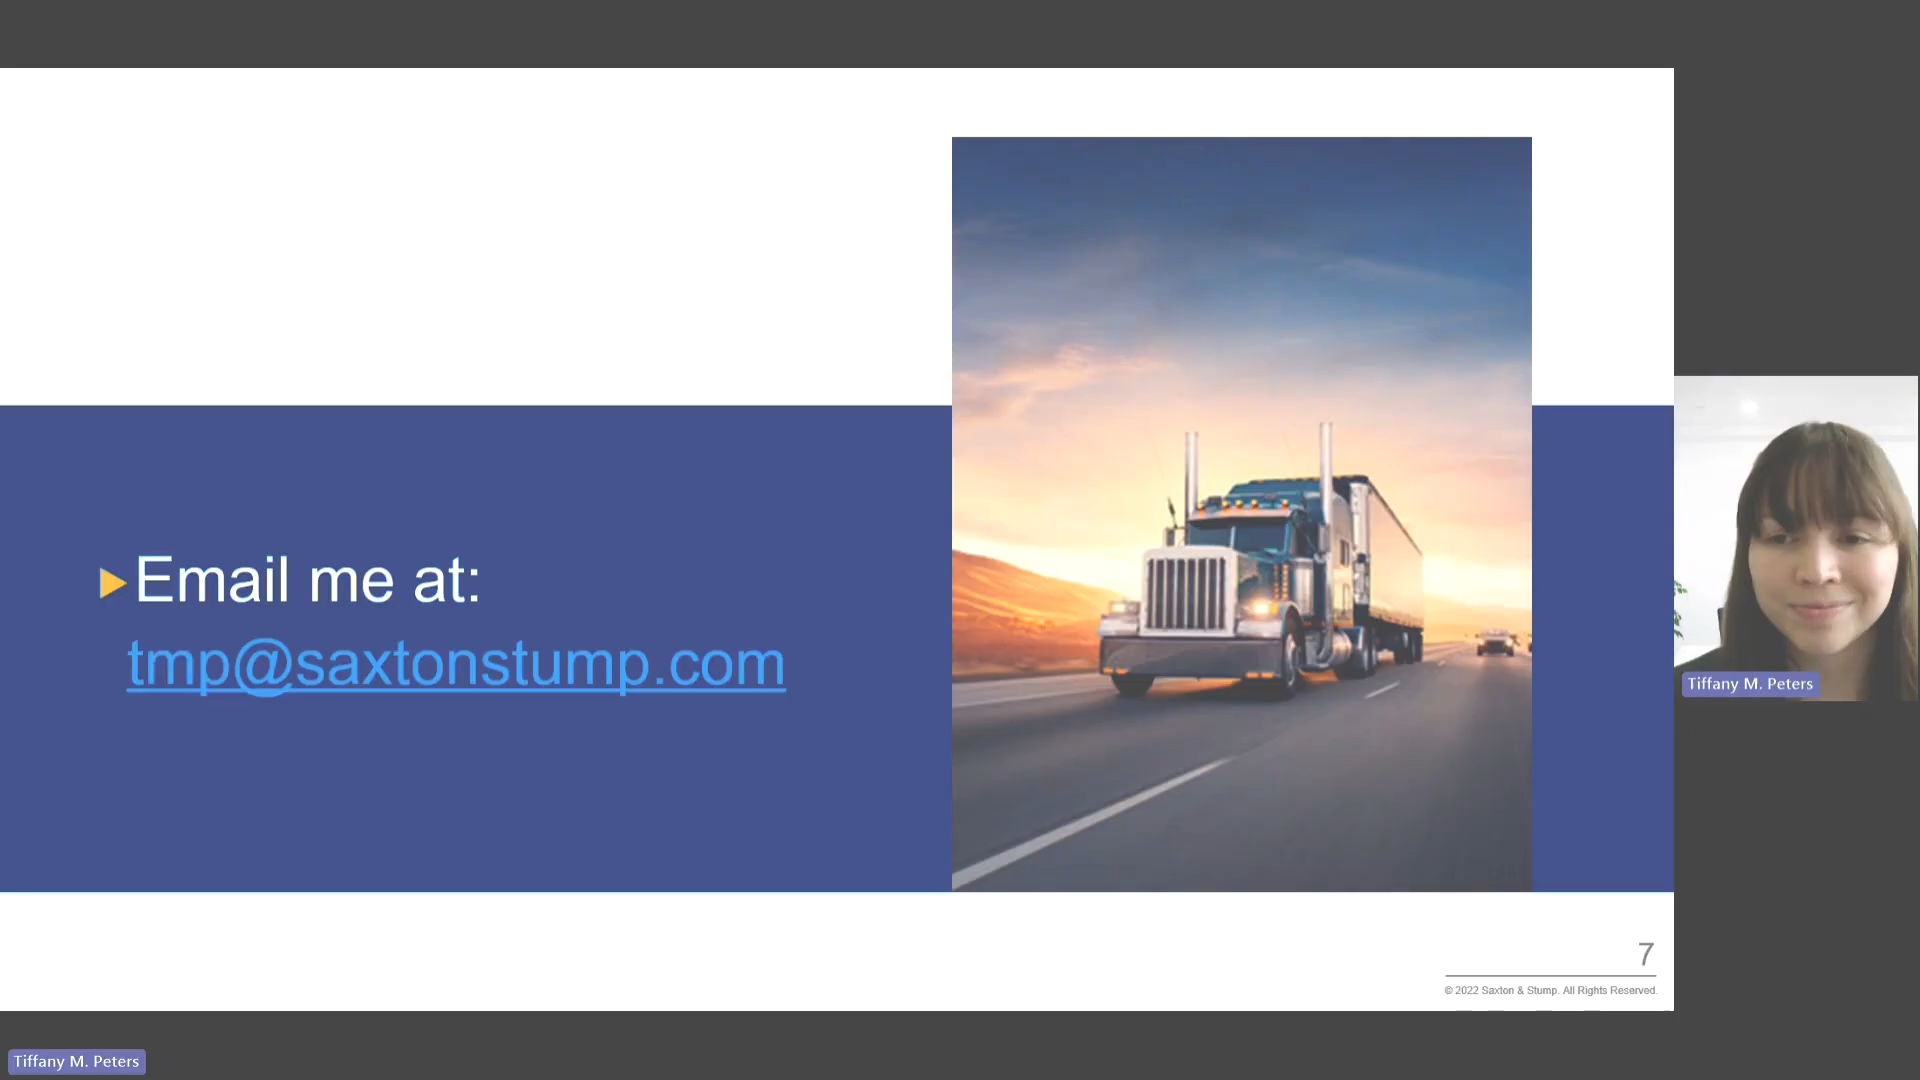 Email me at:
tmp@saxtonstump.com
Tiffany M. Peters
7
© 2022 Saxton & Stump. All Rights Reserved.
Tiffany M. Peters